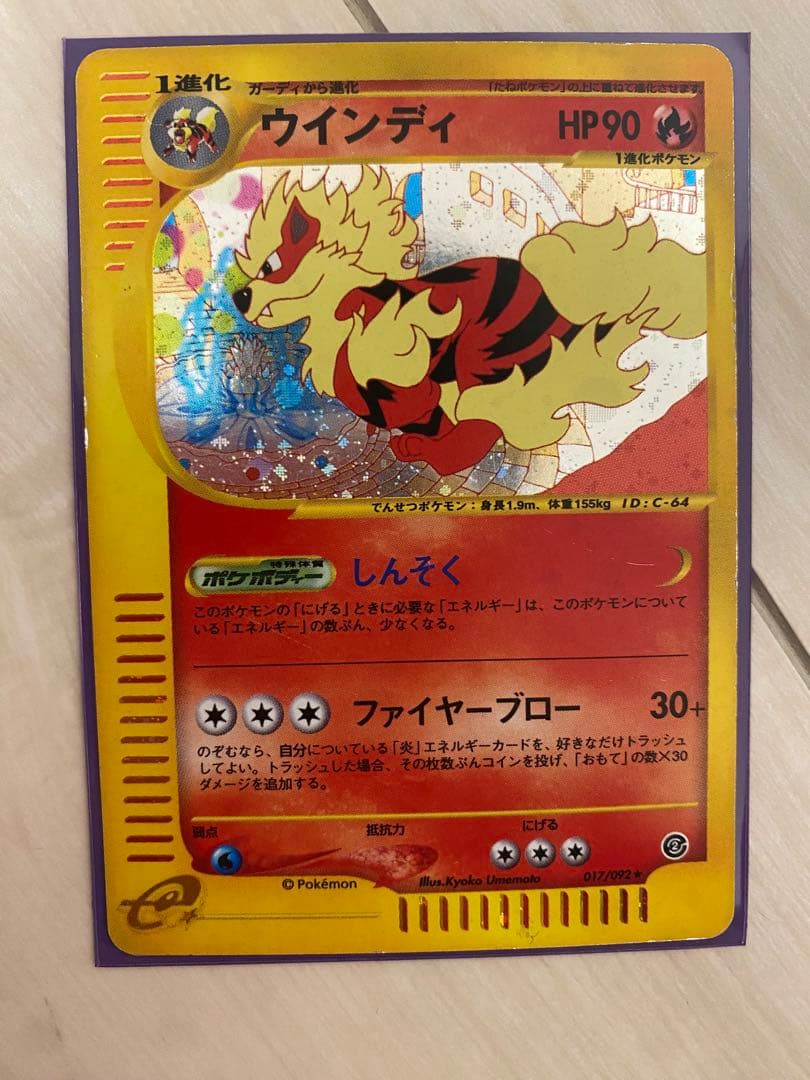 1進化
ガーディから進化
「たねポケモン」の上に重ねて進化させます。
ウインディ HP90
1進化ポケモン
でんせつポケモン：身長1.9m、体重155kg ID:C-64
特殊体質
ポケボディー しんそく
このポケモンの「にげる」ときに必要な「エネルギー」は、このポケモンについて
いる「エネルギー」の数ぶん、少なくなる。
ファイヤーブロー 30+
のぞむなら、自分についている「炎」エネルギーカードを、好きなだけトラッシュ
してよい。トラッシュした場合、その枚数ぶんコインを投げ、「おもて」の数×30
ダメージを追加する。
弱点 抵抗力 にげる
2
©Pokémon Illus.Kyoko Umemoto 017/092★
e